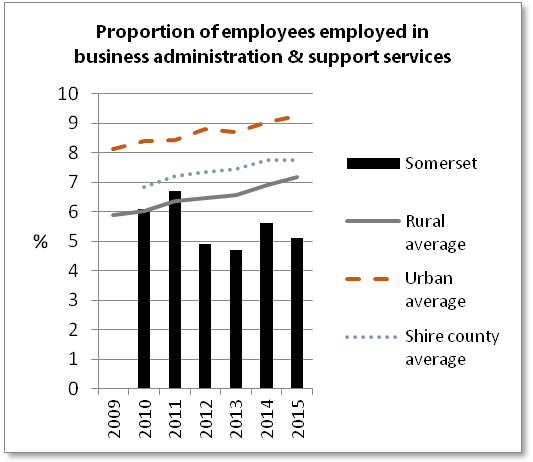 Proportion of employees employed in
business administration & support services
10
9
8
7
6
5
4
3
2
1
0
%
2009
2010
2011
2012
2013
2014
2015
Somerset
Rural
average
Urban
average
Shire county
average